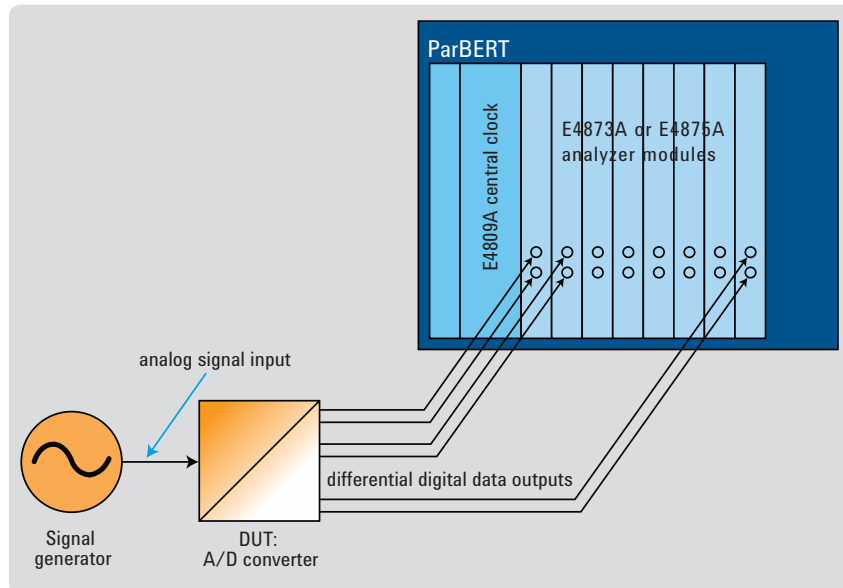 ParBERT
E4809A central clock
E4873A or E4875A
analyzer modules
analog signal input
differential digital data outputs
Signal
generator
DUT:
A/D converter